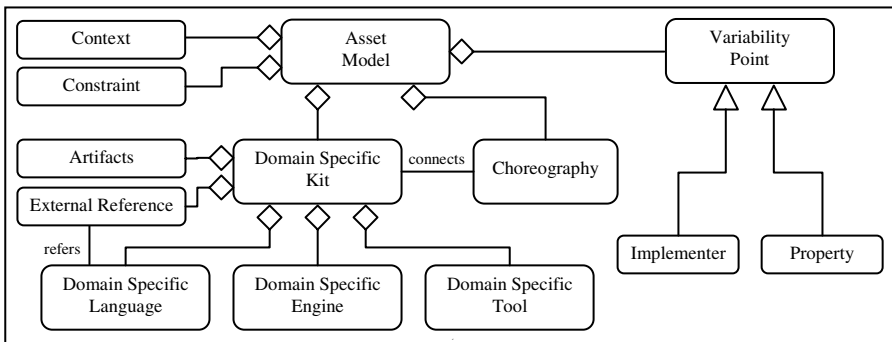 Context
Asset
Model
Variability
Point
Constraint
Artifacts
Domain Specific
Kit
connects
Choreography
External Reference
refers
Implementer
Property
Domain Specific
Language
Domain Specific
Engine
Domain Specific
Tool